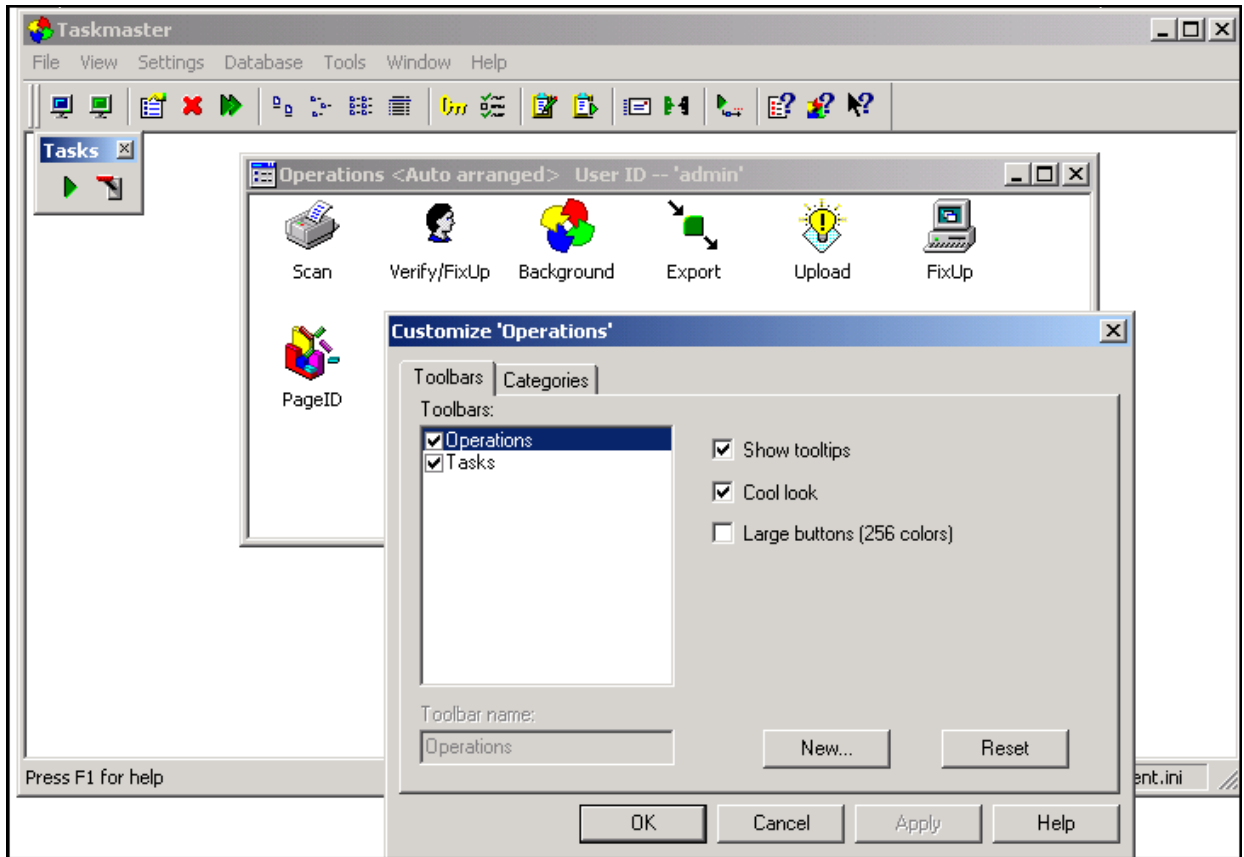 Taskmaster
File View Settings Database Tools Window Help
Tasks
Operations <Auto arranged> User ID -- 'admin'
Scan Verify/FixUp Background Export Upload FixUp
PageID
Customize 'Operations'
Toolbars Categories
Toolbars:
Operations
Tasks
Show tooltips
Cool look
Large buttons (256 colors)
Toolbar name:
Operations
New... Reset
Press F1 for help
ent.ini
OK Cancel Apply Help